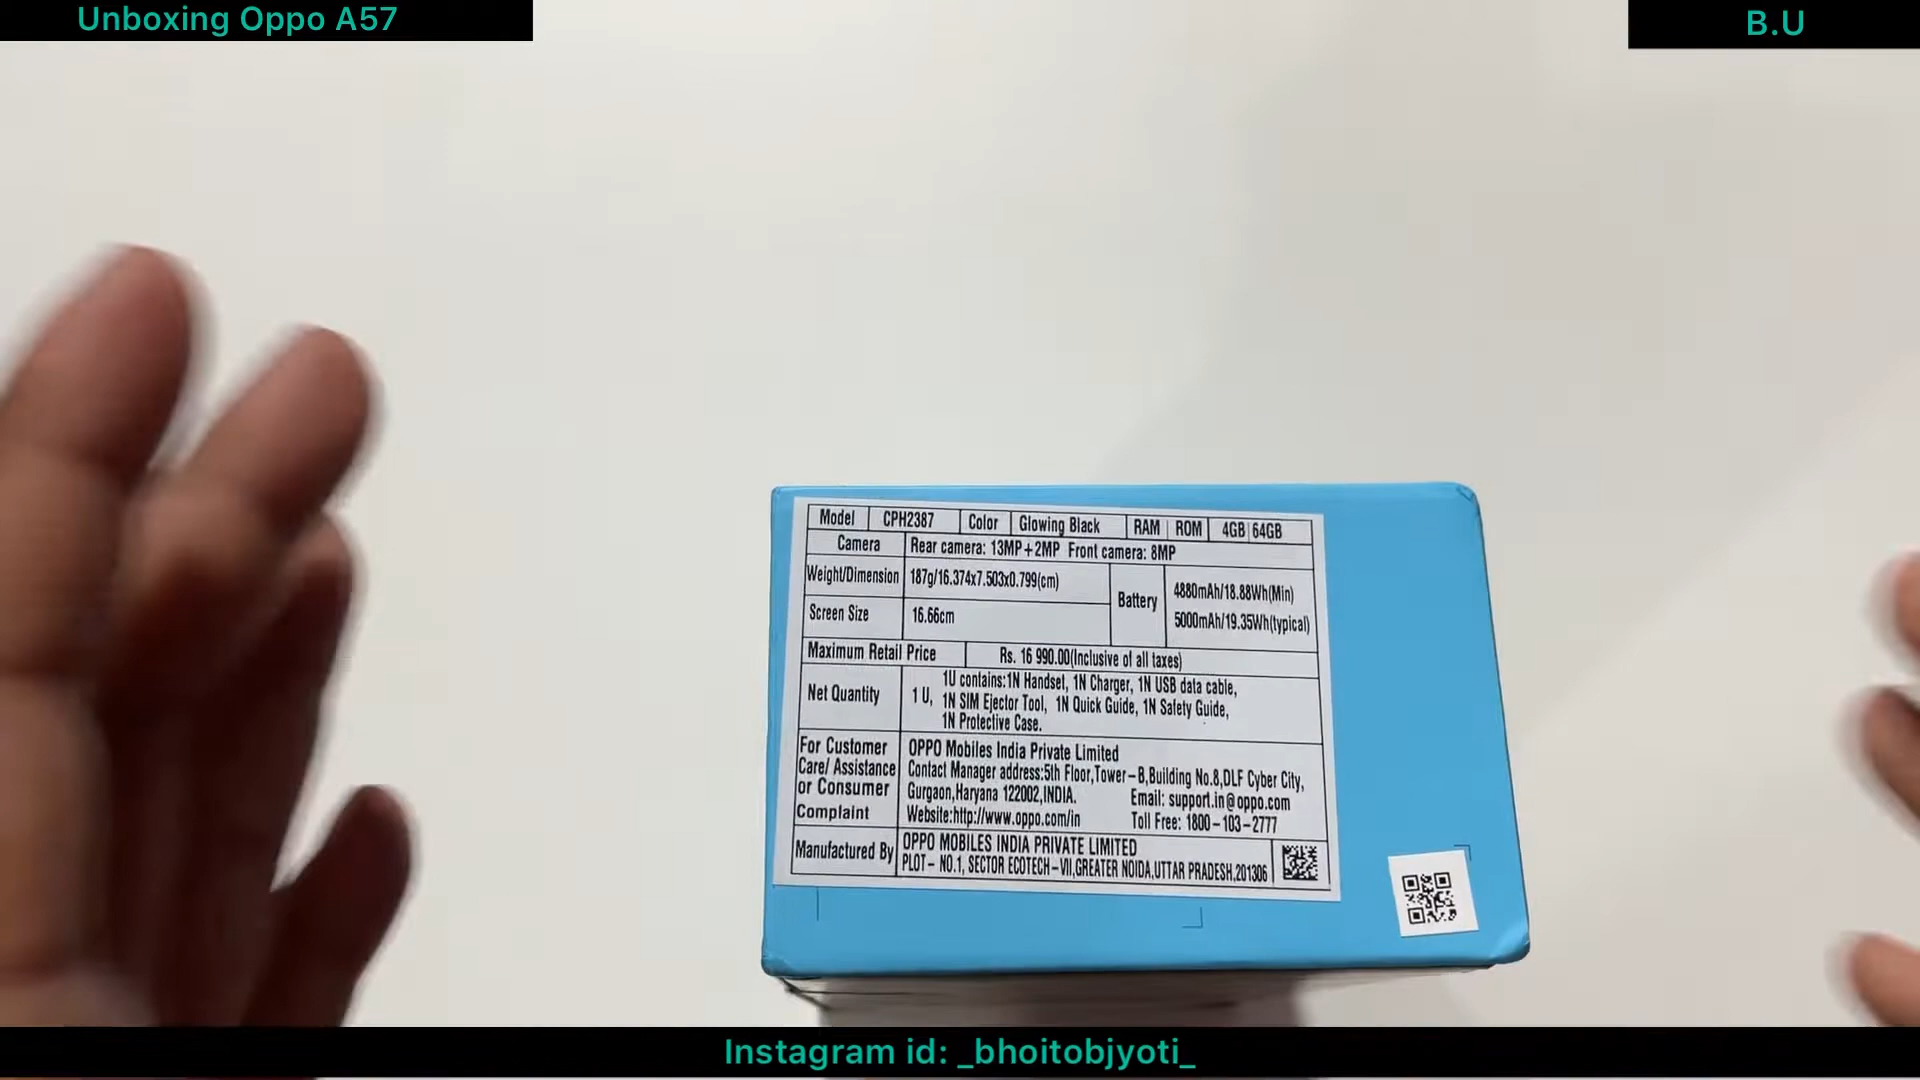 Unboxing Oppo A57
B.U
Model CPH2387 Color Glowing Black RAM ROM 4GB 64GB
Camera Rear camera: 13MP+2MP Front camera: 8MP
Weight/Dimension 187g/16.374x7.503x0.799(cm)
Screen Size 16.66cm
Battery 4880mAh/18.88Wh(Min)
5000mAh/19.35Wh(typical)
Maximum Retail Price Rs. 16 990.00(Inclusive of all taxes)
Net Quantity 1 U, 1U contains:1N Handset, 1N Charger, 1N USB data cable,
1N SIM Ejector Tool, 1N Quick Guide, 1N Safety Guide,
1N Protective Case.
For Customer
Care/ Assistance
or Consumer
Complaint
OPPO Mobiles India Private Limited
Contact Manager address:5th Floor,Tower-B,Building No.8,DLF Cyber City,
Gurgaon,Haryana 122002,INDIA. Email: support.in@oppo.com
Website:http://www.oppo.com/in Toll Free: 1800-103-2777
Manufactured By OPPO MOBILES INDIA PRIVATE LIMITED
PLOT- NO.1, SECTOR ECOTECH-VII,GREATER NOIDA,UTTAR PRADESH,201306
Instagram id: _bhoitobjyoti_